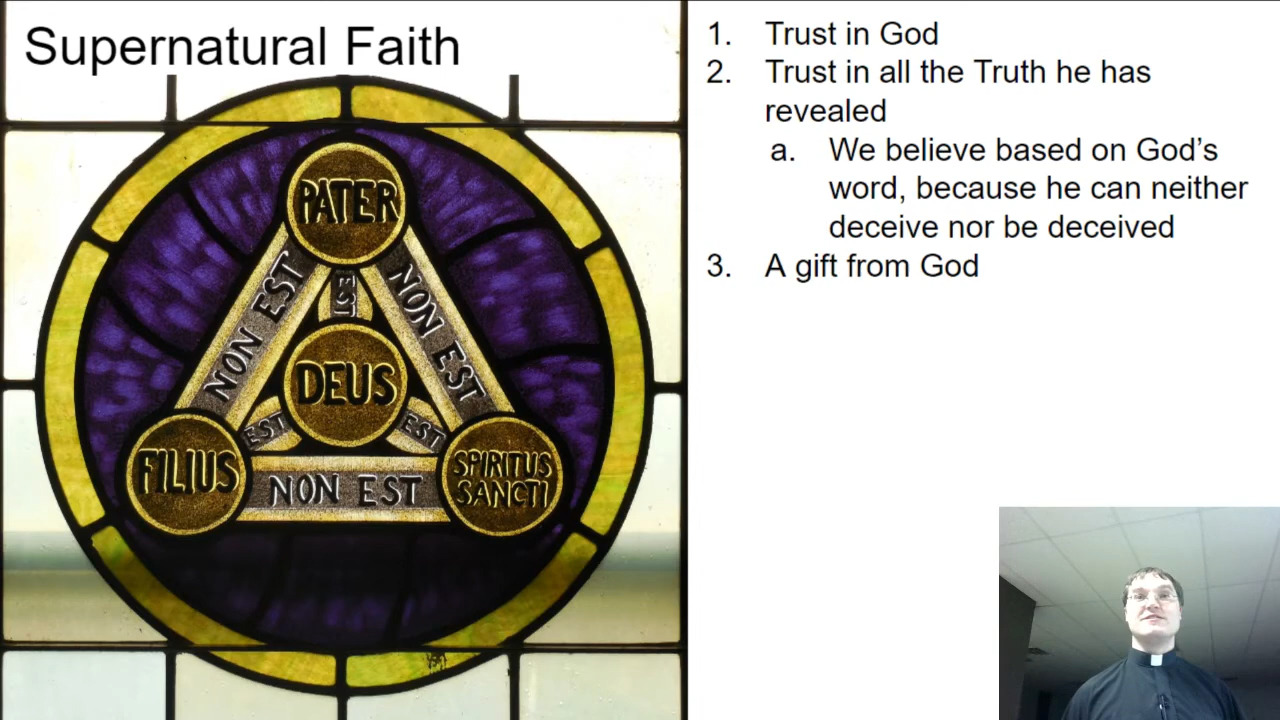 Supernatural Faith
PATER
NON EST
EST
NON EST
DEUS
EST
EST
FILIUS
NON EST
SPIRITUS
SANCTI
1. Trust in God
2. Trust in all the Truth he has
revealed
a. We believe based on God's
word, because he can neither
deceive nor be deceived
3. A gift from God